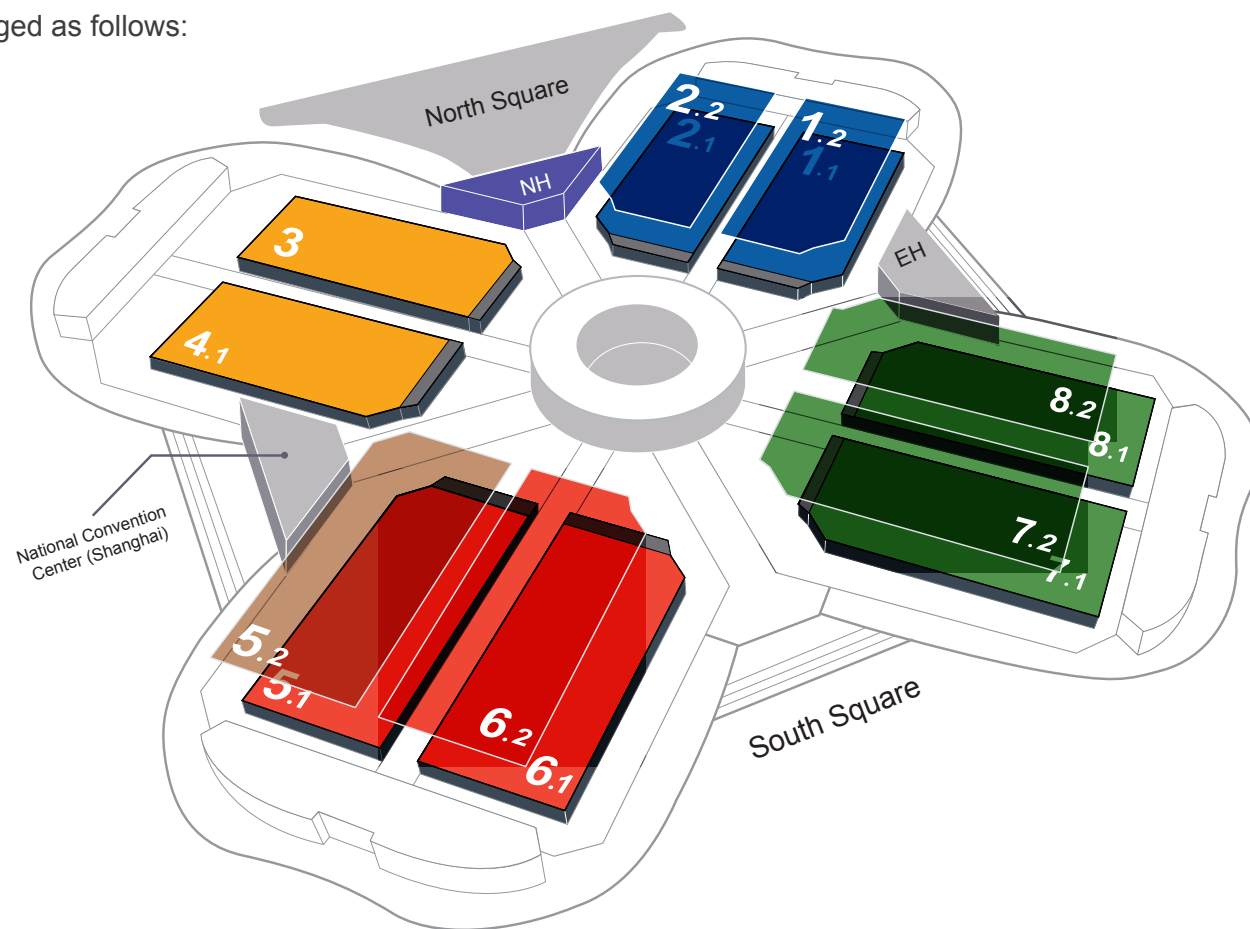 ged as follows:
North Square
NH
2.2
2.1
1.2
1.1
EH
3
4.1
8.2
8.1
7.2
7.1
National Convention
Center (Shanghai)
5.2
5.1
6.2
6.1
South Square